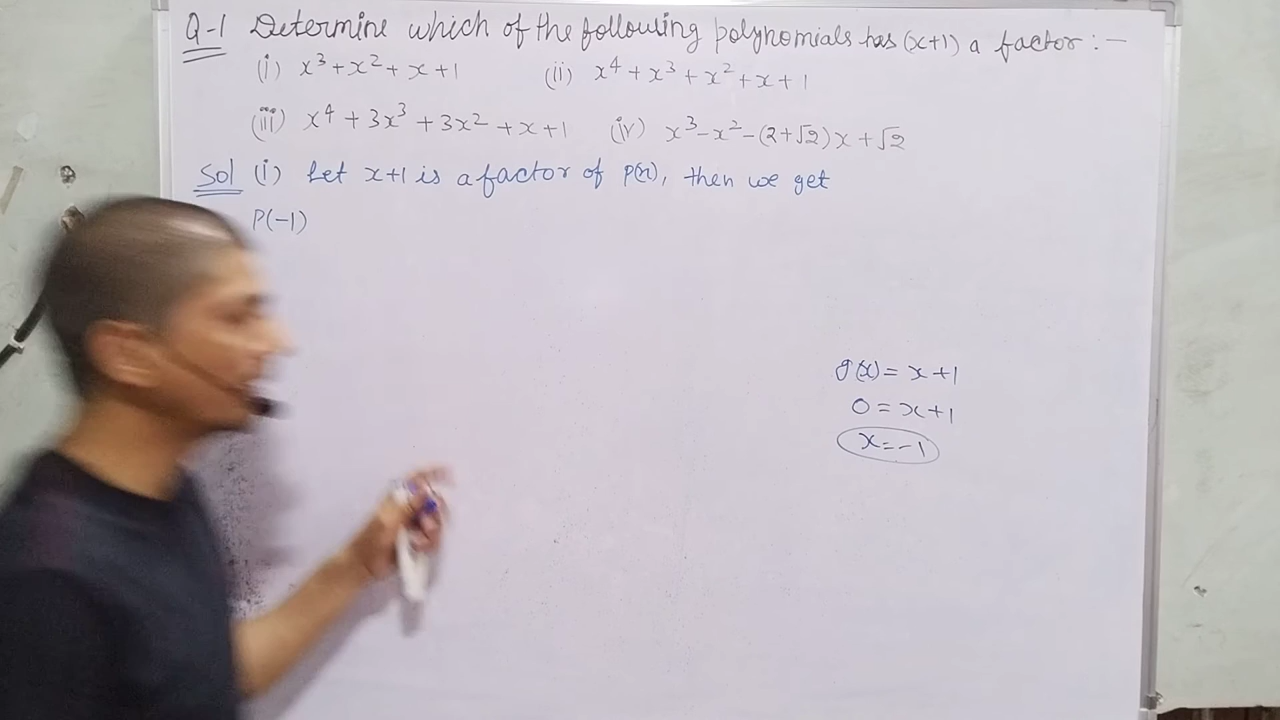 Q-1 Determine which of the following polynomials has (x+1) a factor :-
(i) x³+x²+x+1 (ii) x⁴+x³+x²+x+1
(iii) x⁴+3x³+3x²+x+1 (iv) x³-x²-(2+√2)x+√2
Sol (i) Let x+1 is a factor of P(x), then we get
P(-1)
g(x)=x+1
0=x+1
x=-1